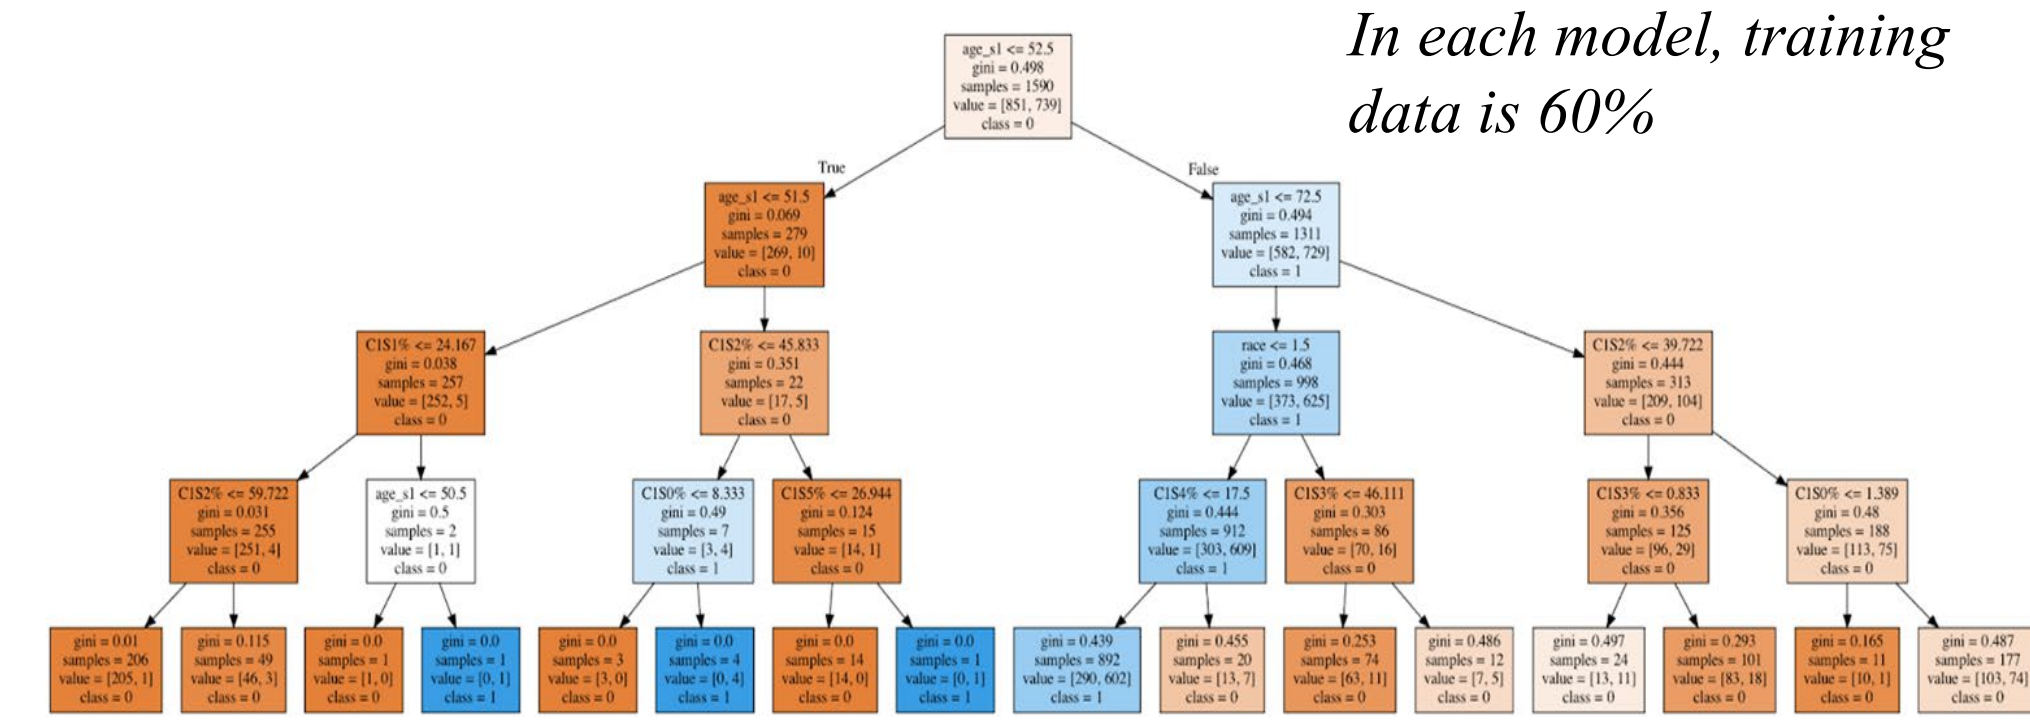 In each model, training
data is 60%
age_s1 <= 52.5
gini = 0.498
samples = 1590
value = [851, 739]
class = 0
True
False
age_s1 <= 51.5
gini = 0.069
samples = 279
value = [269, 10]
class = 0
age_s1 <= 72.5
gini = 0.494
samples = 1311
value = [582, 729]
class = 1
C1S1% <= 24.167
gini = 0.038
samples = 257
value = [252, 5]
class = 0
C1S2% <= 45.833
gini = 0.351
samples = 22
value = [17, 5]
class = 0
race <= 1.5
gini = 0.468
samples = 998
value = [373, 625]
class = 1
C1S2% <= 39.722
gini = 0.444
samples = 313
value = [209, 104]
class = 0
C1S2% <= 59.722
gini = 0.031
samples = 255
value = [251, 4]
class = 0
age_s1 <= 50.5
gini = 0.5
samples = 2
value = [1, 1]
class = 0
C1S0% <= 8.333
gini = 0.49
samples = 7
value = [3, 4]
class = 1
C1S5% <= 26.944
gini = 0.124
samples = 15
value = [14, 1]
class = 0
C1S4% <= 17.5
gini = 0.444
samples = 912
value = [303, 609]
class = 1
C1S3% <= 46.111
gini = 0.303
samples = 86
value = [70, 16]
class = 0
C1S3% <= 0.833
gini = 0.356
samples = 125
value = [96, 29]
class = 0
C1S0% <= 1.389
gini = 0.48
samples = 188
value = [113, 75]
class = 0
gini = 0.01
samples = 206
value = [205, 1]
class = 0
gini = 0.115
samples = 49
value = [46, 3]
class = 0
gini = 0.0
samples = 1
value = [1, 0]
class = 0
gini = 0.0
samples = 1
value = [0, 1]
class = 1
gini = 0.0
samples = 3
value = [3, 0]
class = 0
gini = 0.0
samples = 4
value = [0, 4]
class = 1
gini = 0.0
samples = 14
value = [14, 0]
class = 0
gini = 0.0
samples = 1
value = [0, 1]
class = 1
gini = 0.439
samples = 892
value = [290, 602]
class = 1
gini = 0.455
samples = 20
value = [13, 7]
class = 0
gini = 0.253
samples = 74
value = [63, 11]
class = 0
gini = 0.486
samples = 12
value = [7, 5]
class = 0
gini = 0.497
samples = 24
value = [13, 11]
class = 0
gini = 0.293
samples = 101
value = [83, 18]
class = 0
gini = 0.165
samples = 11
value = [10, 1]
class = 0
gini = 0.487
samples = 177
value = [103, 74]
class = 0